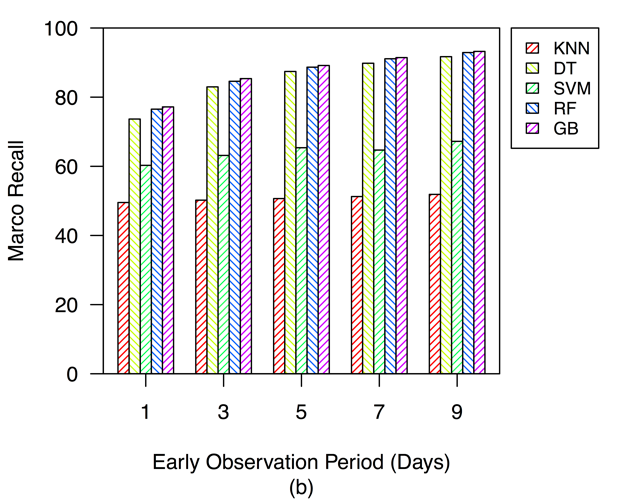 100
80
60
40
20
0
Marco Recall
1 3 5 7 9
Early Observation Period (Days)
(b)
KNN
DT
SVM
RF
GB